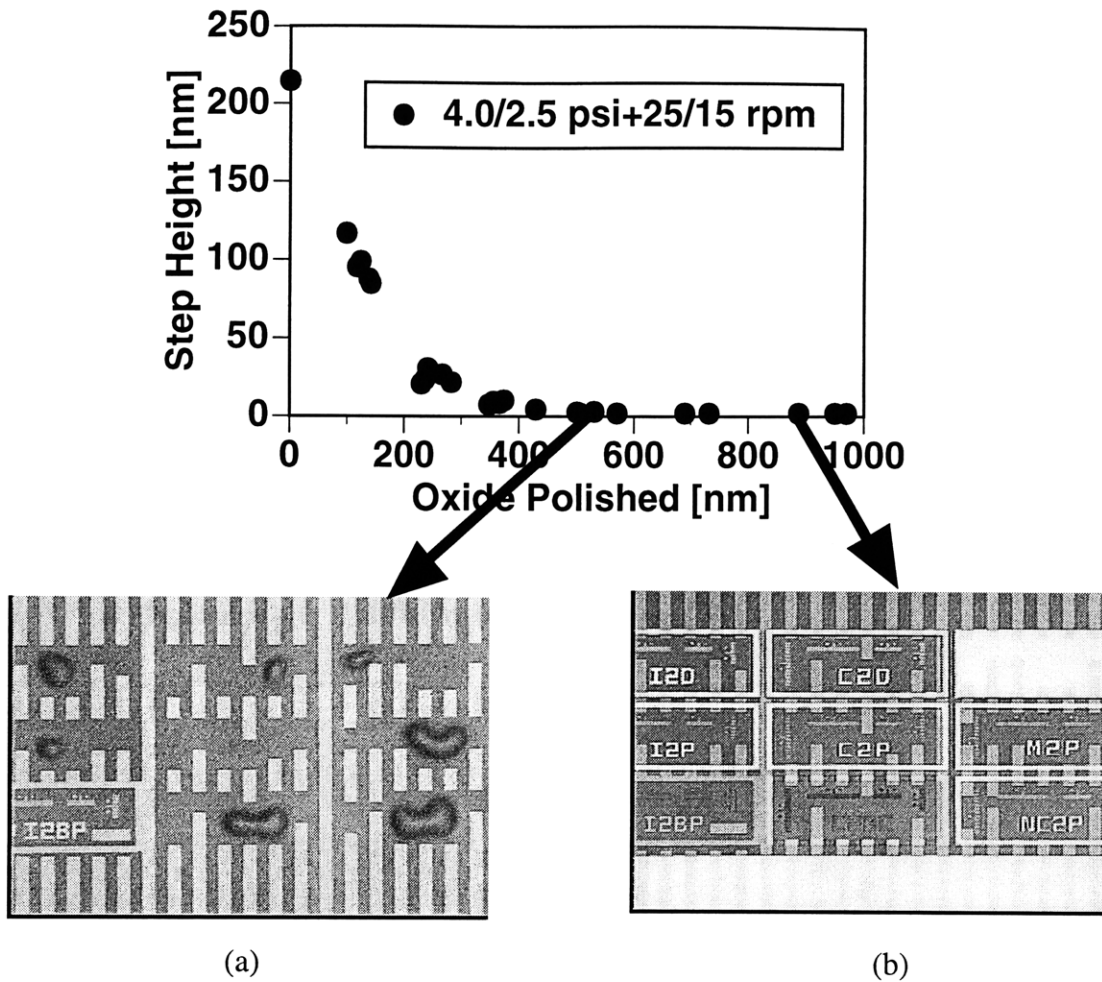 250
200
150
100
50
0
Step Height [nm]
4.0/2.5 psi+25/15 rpm
0
200
400
600
800
1000
Oxide Polished [nm]
I2BP
I2D
C2D
I2P
C2P
M2P
I2BP
NC2P
(a)
(b)